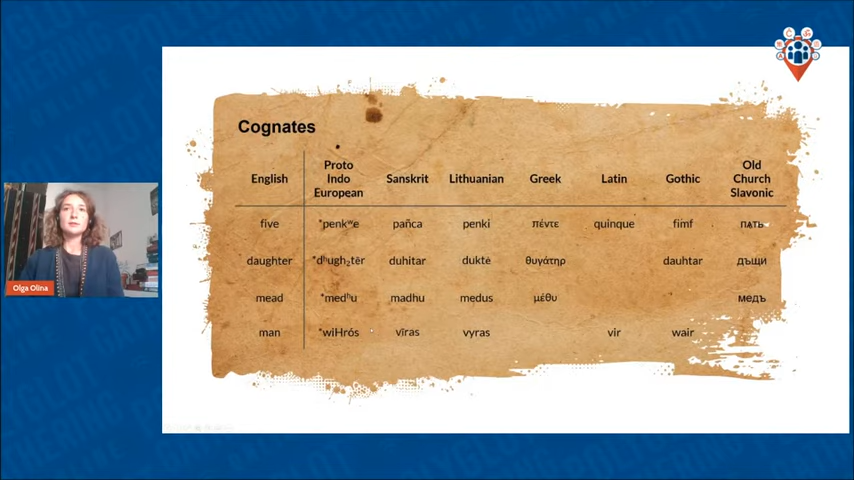 Cognates
English Proto Indo European Sanskrit Lithuanian Greek Latin Gothic Old Church Slavonic
five *penkʷe pañca penki πέντε quinque fimf пѧть
daughter *dʰugh₂tēr duhitar duktė θυγάτηρ dauhtar дъщи
mead *medʰu madhu medus μέθυ медъ
man *wiHrós vīras vyras vir wair
Olga Olina